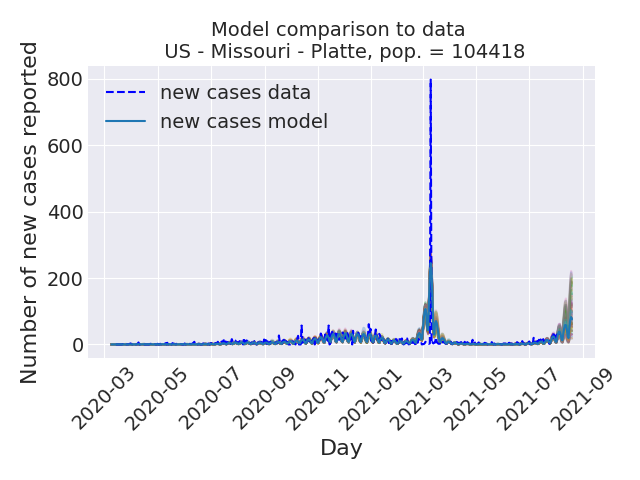 Model comparison to data
US - Missouri - Platte, pop. = 104418
Number of new cases reported
800
600
400
200
0
new cases data
new cases model
2020-03
2020-05
2020-07
2020-09
2020-11
2021-01
2021-03
2021-05
2021-07
2021-09
Day